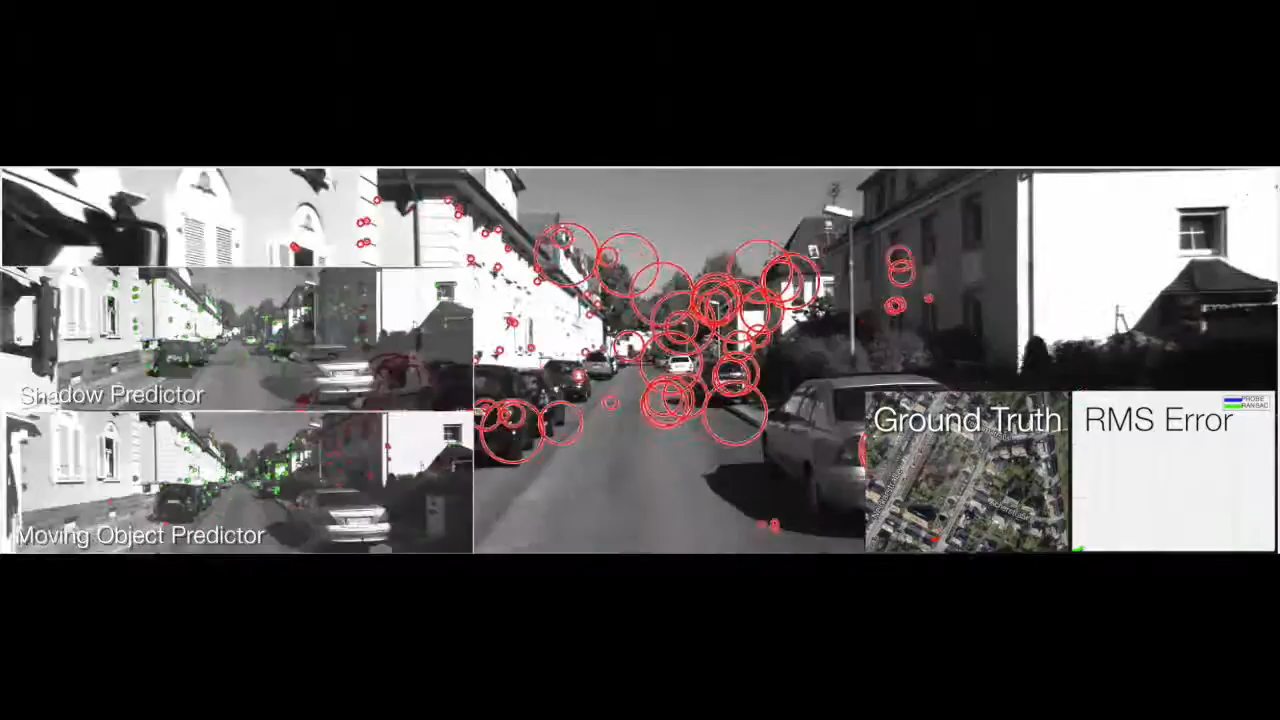 Shadow Predictor
Moving Object Predictor
Ground Truth
RMS Error
PROBE
RANSAC